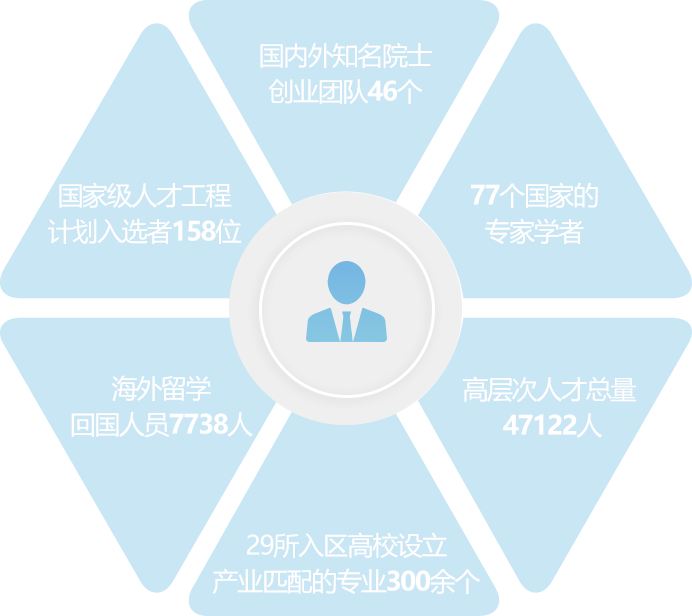 国内外知名院士
创业团队46个
国家级人才工程
计划入选者158位
77个国家的
专家学者
海外留学
回国人员7738人
高层次人才总量
47122人
29所入区高校设立
产业匹配的专业300余个